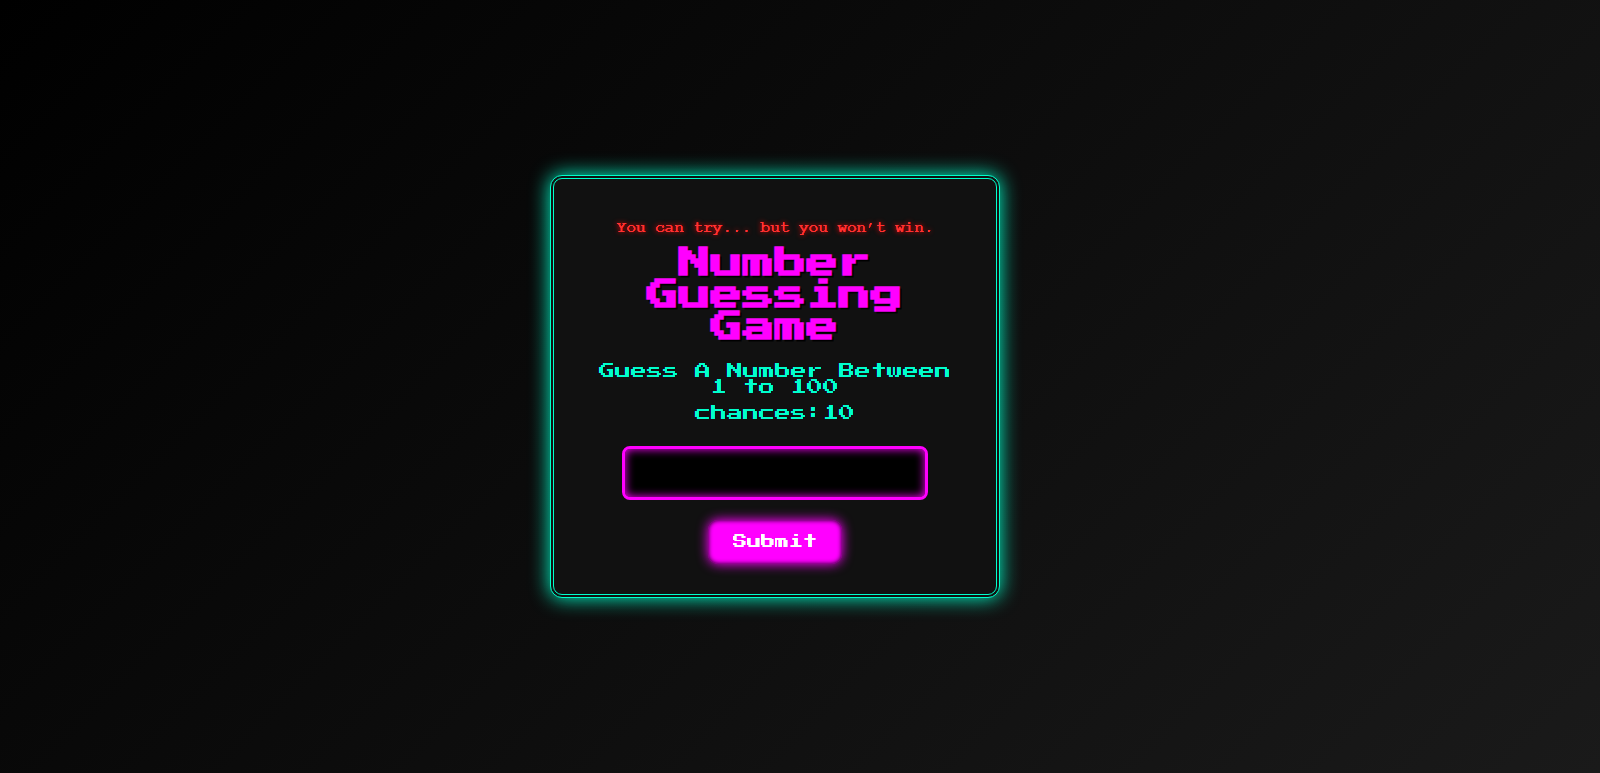 You can try... but you won’t win.
Number
Guessing
Game
Guess A Number Between
1 to 100
chances:10
Submit